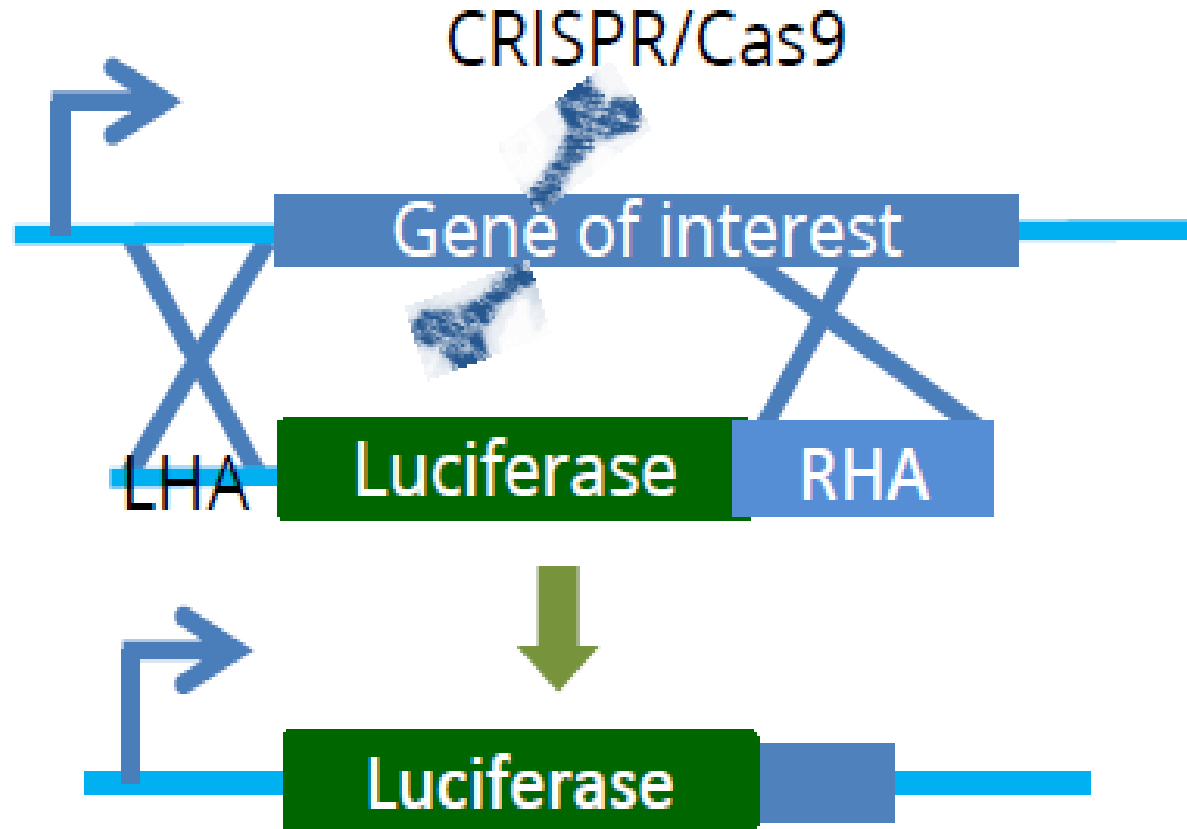 CRISPR/Cas9
Gene of interest
LHA
Luciferase
RHA
Luciferase